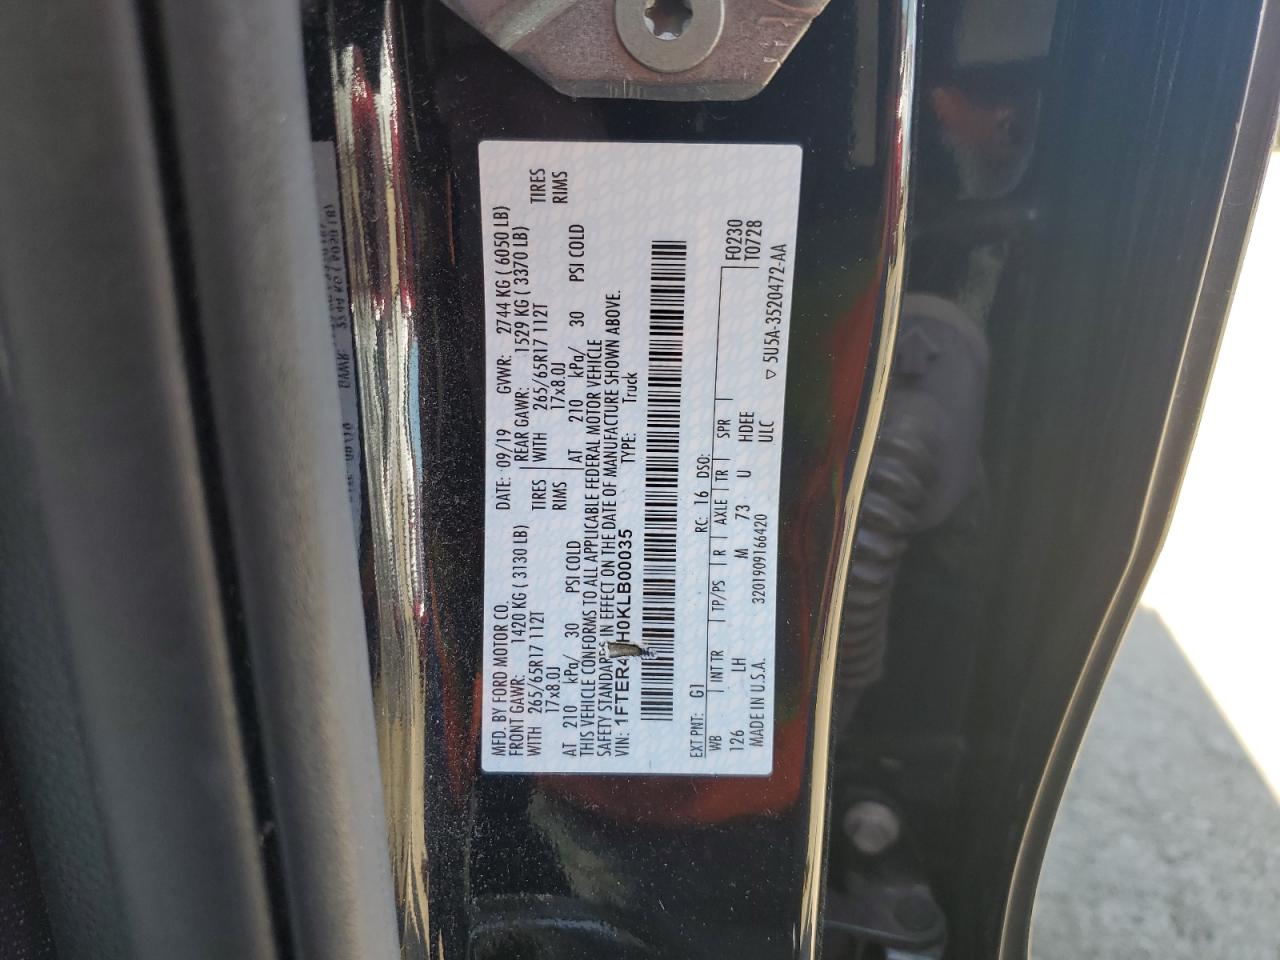 MFD. BY FORD MOTOR CO. DATE: 09/19 GVWR: 2744 KG ( 6050 LB)
FRONT GAWR: 1420 KG ( 3130 LB) REAR GAWR: 1529 KG ( 3370 LB)
WITH 265/65R17 112T TIRES WITH 265/65R17 112T TIRES
17x8.0J RIMS 17x8.0J RIMS
AT 210 kPa/ 30 PSI COLD AT 210 kPa/ 30 PSI COLD
THIS VEHICLE CONFORMS TO ALL APPLICABLE FEDERAL MOTOR VEHICLE
SAFETY STANDARDS IN EFFECT ON THE DATE OF MANUFACTURE SHOWN ABOVE.
VIN: 1FTER4 H0KLB00035 TYPE: Truck
EXT PNT: G1 RC: 16 DSO: F0230
WB INT TR TP/PS R AXLE TR SPR T0728
126 LH M 73 U HDEE
MADE IN U.S.A. 3201909166420 ULC
▽ 5U5A-3520472-AA